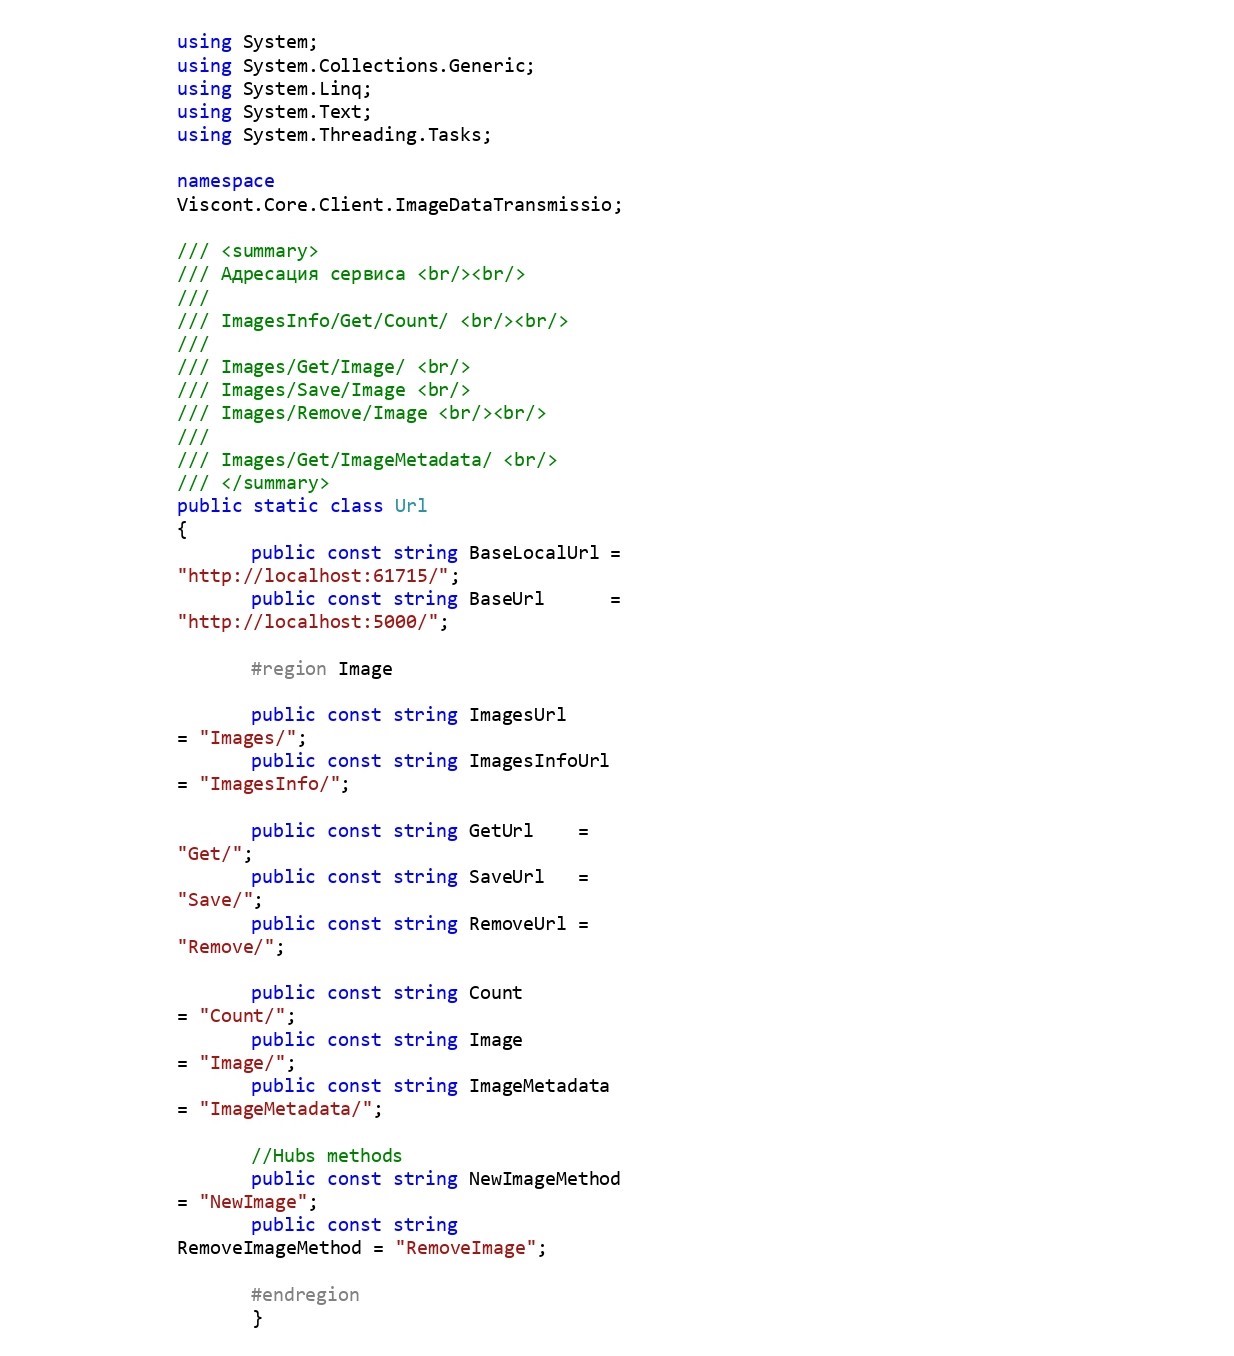 using System;
using System.Collections.Generic;
using System.Linq;
using System.Text;
using System.Threading.Tasks;
namespace
Viscont.Core.Client.ImageDataTransmissio;
/// <summary>
/// Адресация сервиса <br/><br/>
///
/// ImagesInfo/Get/Count/ <br/><br/>
///
/// Images/Get/Image/ <br/>
/// Images/Save/Image <br/>
/// Images/Remove/Image <br/><br/>
///
/// Images/Get/ImageMetadata/ <br/>
/// </summary>
public static class Url
{
public const string BaseLocalUrl =
"http://localhost:61715/";
public const string BaseUrl      =
"http://localhost:5000/";
#region Image
public const string ImagesUrl
= "Images/";
public const string ImagesInfoUrl
= "ImagesInfo/";
public const string GetUrl    =
"Get/";
public const string SaveUrl   =
"Save/";
public const string RemoveUrl =
"Remove/";
public const string Count
= "Count/";
public const string Image
= "Image/";
public const string ImageMetadata
= "ImageMetadata/";
//Hubs methods
public const string NewImageMethod
= "NewImage";
public const string
RemoveImageMethod = "RemoveImage";
#endregion
}